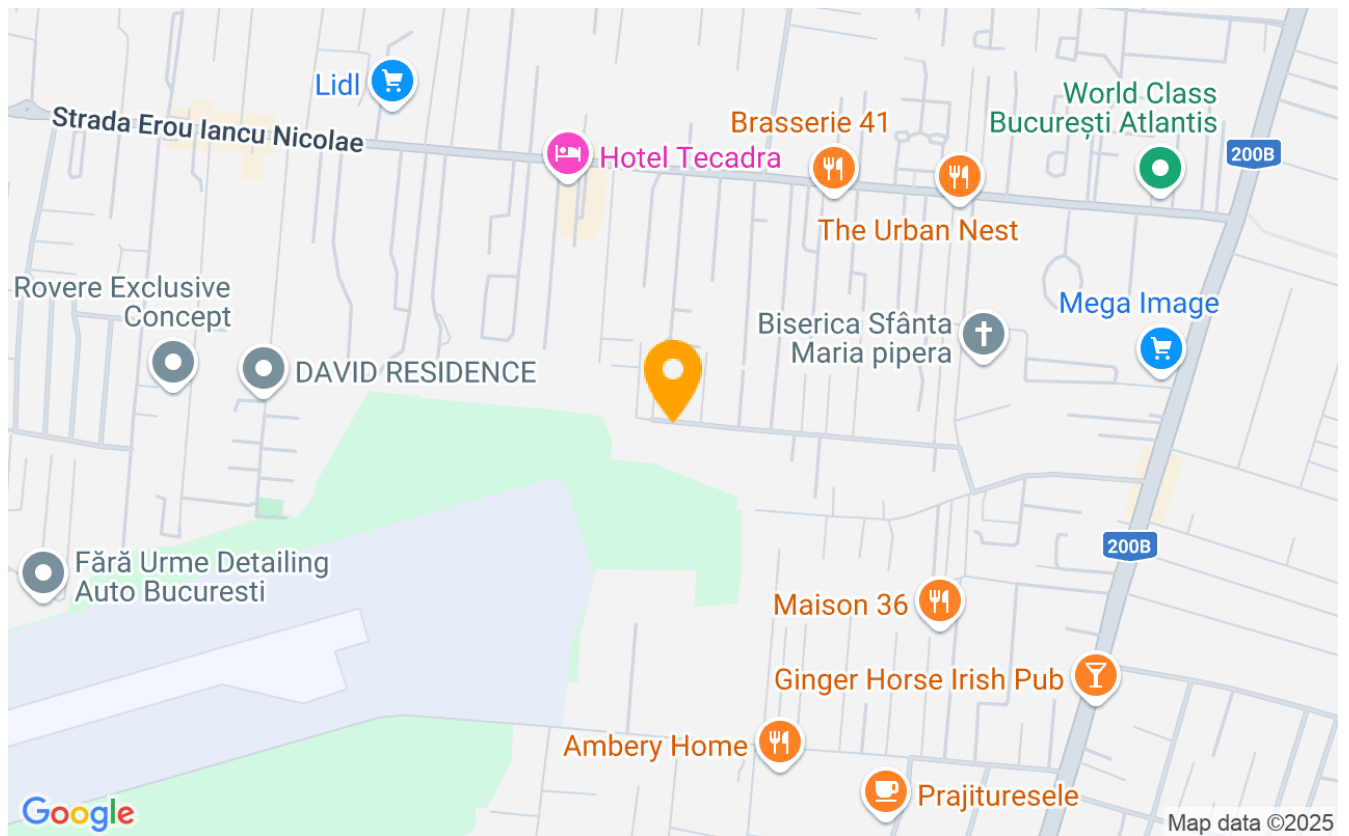 Lidl
Strada Erou Iancu Nicolae
Hotel Tecadra
Brasserie 41
World Class
București Atlantis
200B
The Urban Nest
Rovere Exclusive
Concept
DAVID RESIDENCE
Biserica Sfânta
Maria pipera
Mega Image
200B
Fără Urme Detailing
Auto Bucuresti
Maison 36
Ginger Horse Irish Pub
Ambery Home
Prajituresele
Google
Map data ©2025